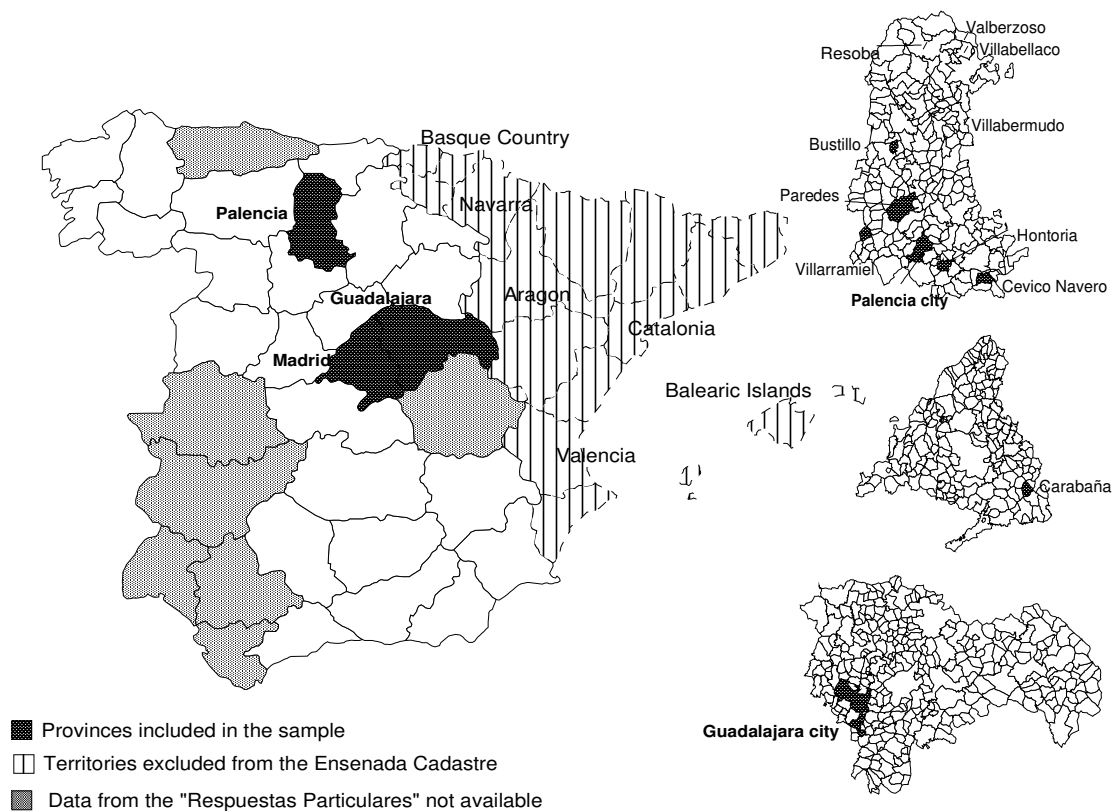 Basque Country
Navarra
Palencia
Guadalajara
Aragon
Catalonia
Madrid
Balearic Islands
Valencia
Valberzoso
Resoba
Villabellaco
Villabermudo
Bustillo
Paredes
Hontoria
Villarramiel
Cevico Navero
Palencia city
Carabaña
Guadalajara city
Provinces included in the sample
Territories excluded from the Ensenada Cadastre
Data from the "Respuestas Particulares" not available